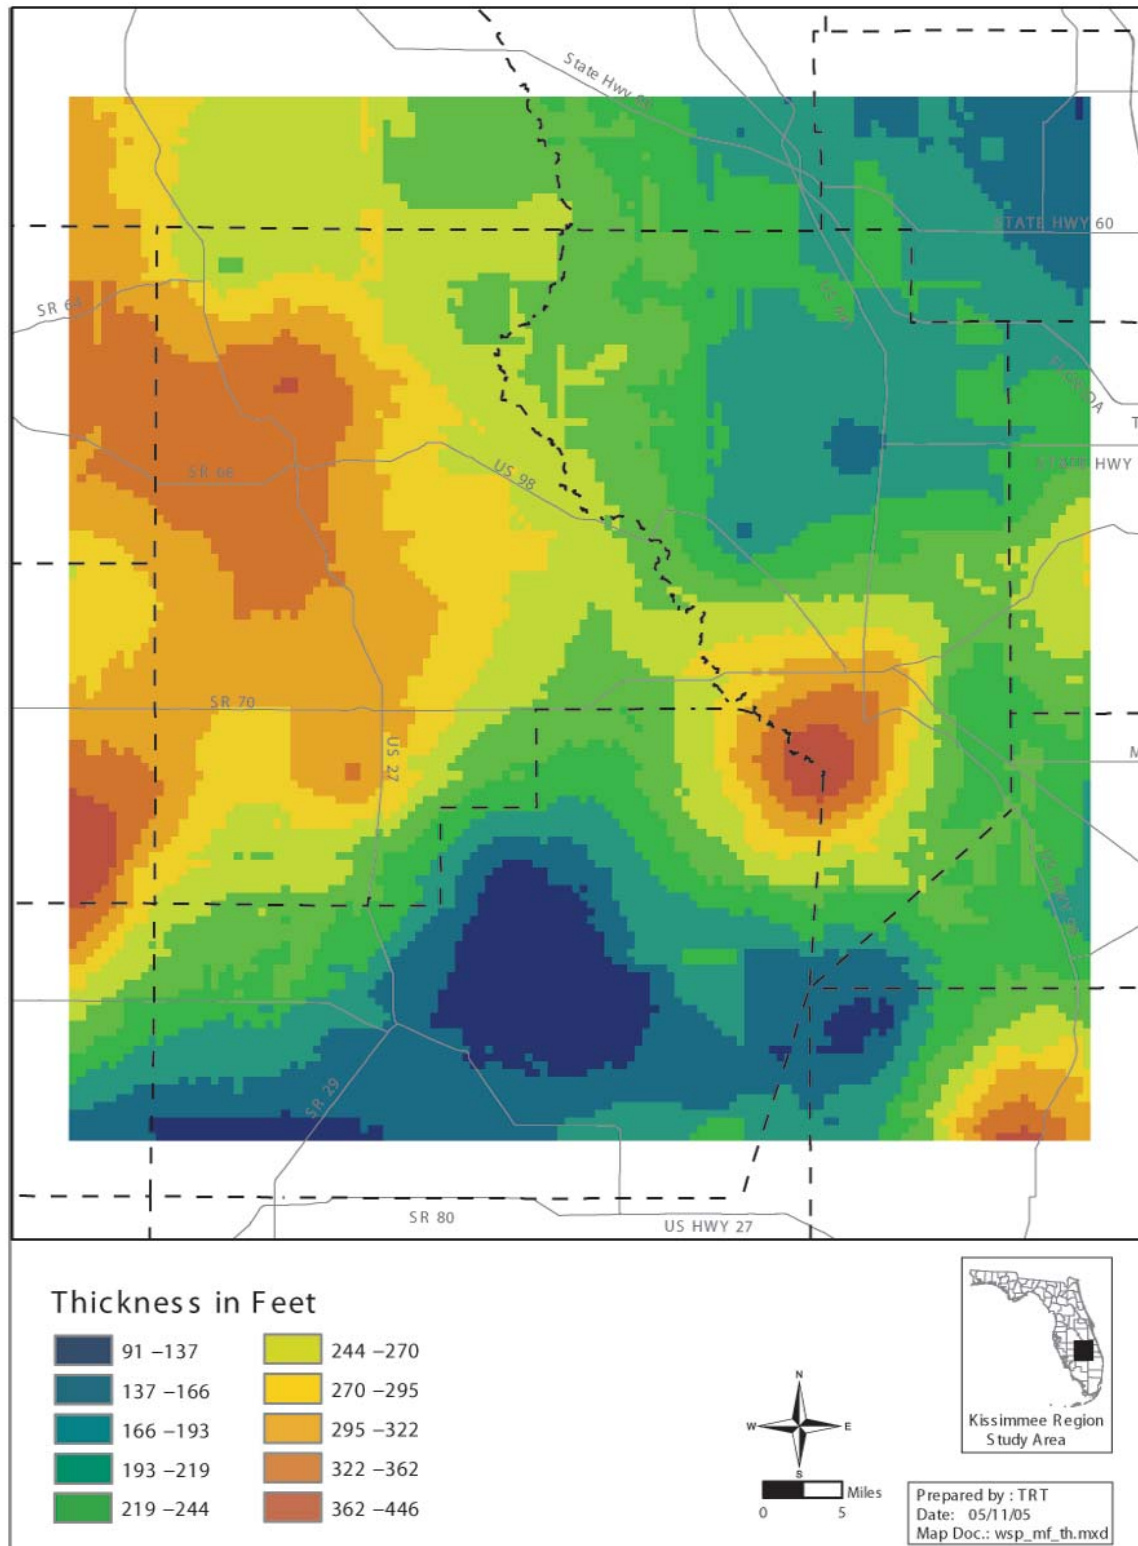 State Hwy 60
STATE HWY 60
SR 64
SR 66
US 98
SR 70
US 27
SR 29
SR 80
US HWY 27
T
M
Thickness in Feet
91 –137
137 –166
166 –193
193 –219
219 –244
244 –270
270 –295
295 –322
322 –362
362 –446
N
W
E
S
0
5
Miles
Kissimmee Region
Study Area
Prepared by : TRT
Date: 05/11/05
Map Doc.: wsp_mf_th.mxd